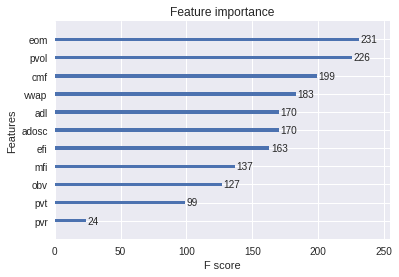 Feature importance
Features
eom 231
pvol 226
cmf 199
vwap 183
adl 170
adosc 170
efi 163
mfi 137
obv 127
pvt 99
pvr 24
0 50 100 150 200 250
F score